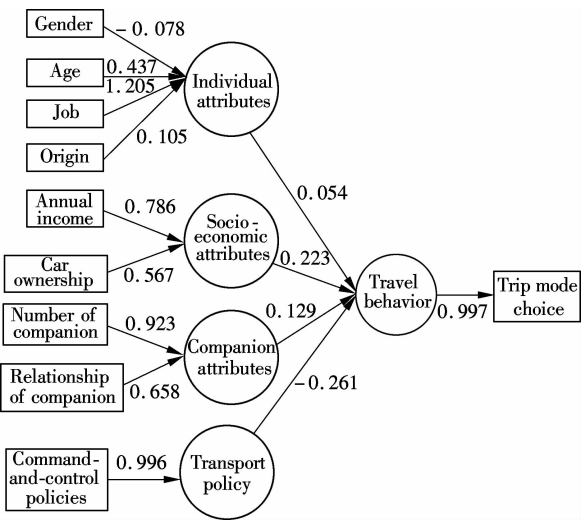 Gender
− 0. 078
Age
0. 437
1. 205
Job
Origin
0. 105
Individual
attributes
0. 054
Annual
income
0. 786
Car
ownership
0. 567
Socio-
economic
attributes
0. 223
Number of
companion
0. 923
Relationship
of companion
0. 658
Companion
attributes
0. 129
Command-
and-control
policies
0. 996
Transport
policy
− 0. 261
Travel
behavior
0. 997
Trip mode
choice